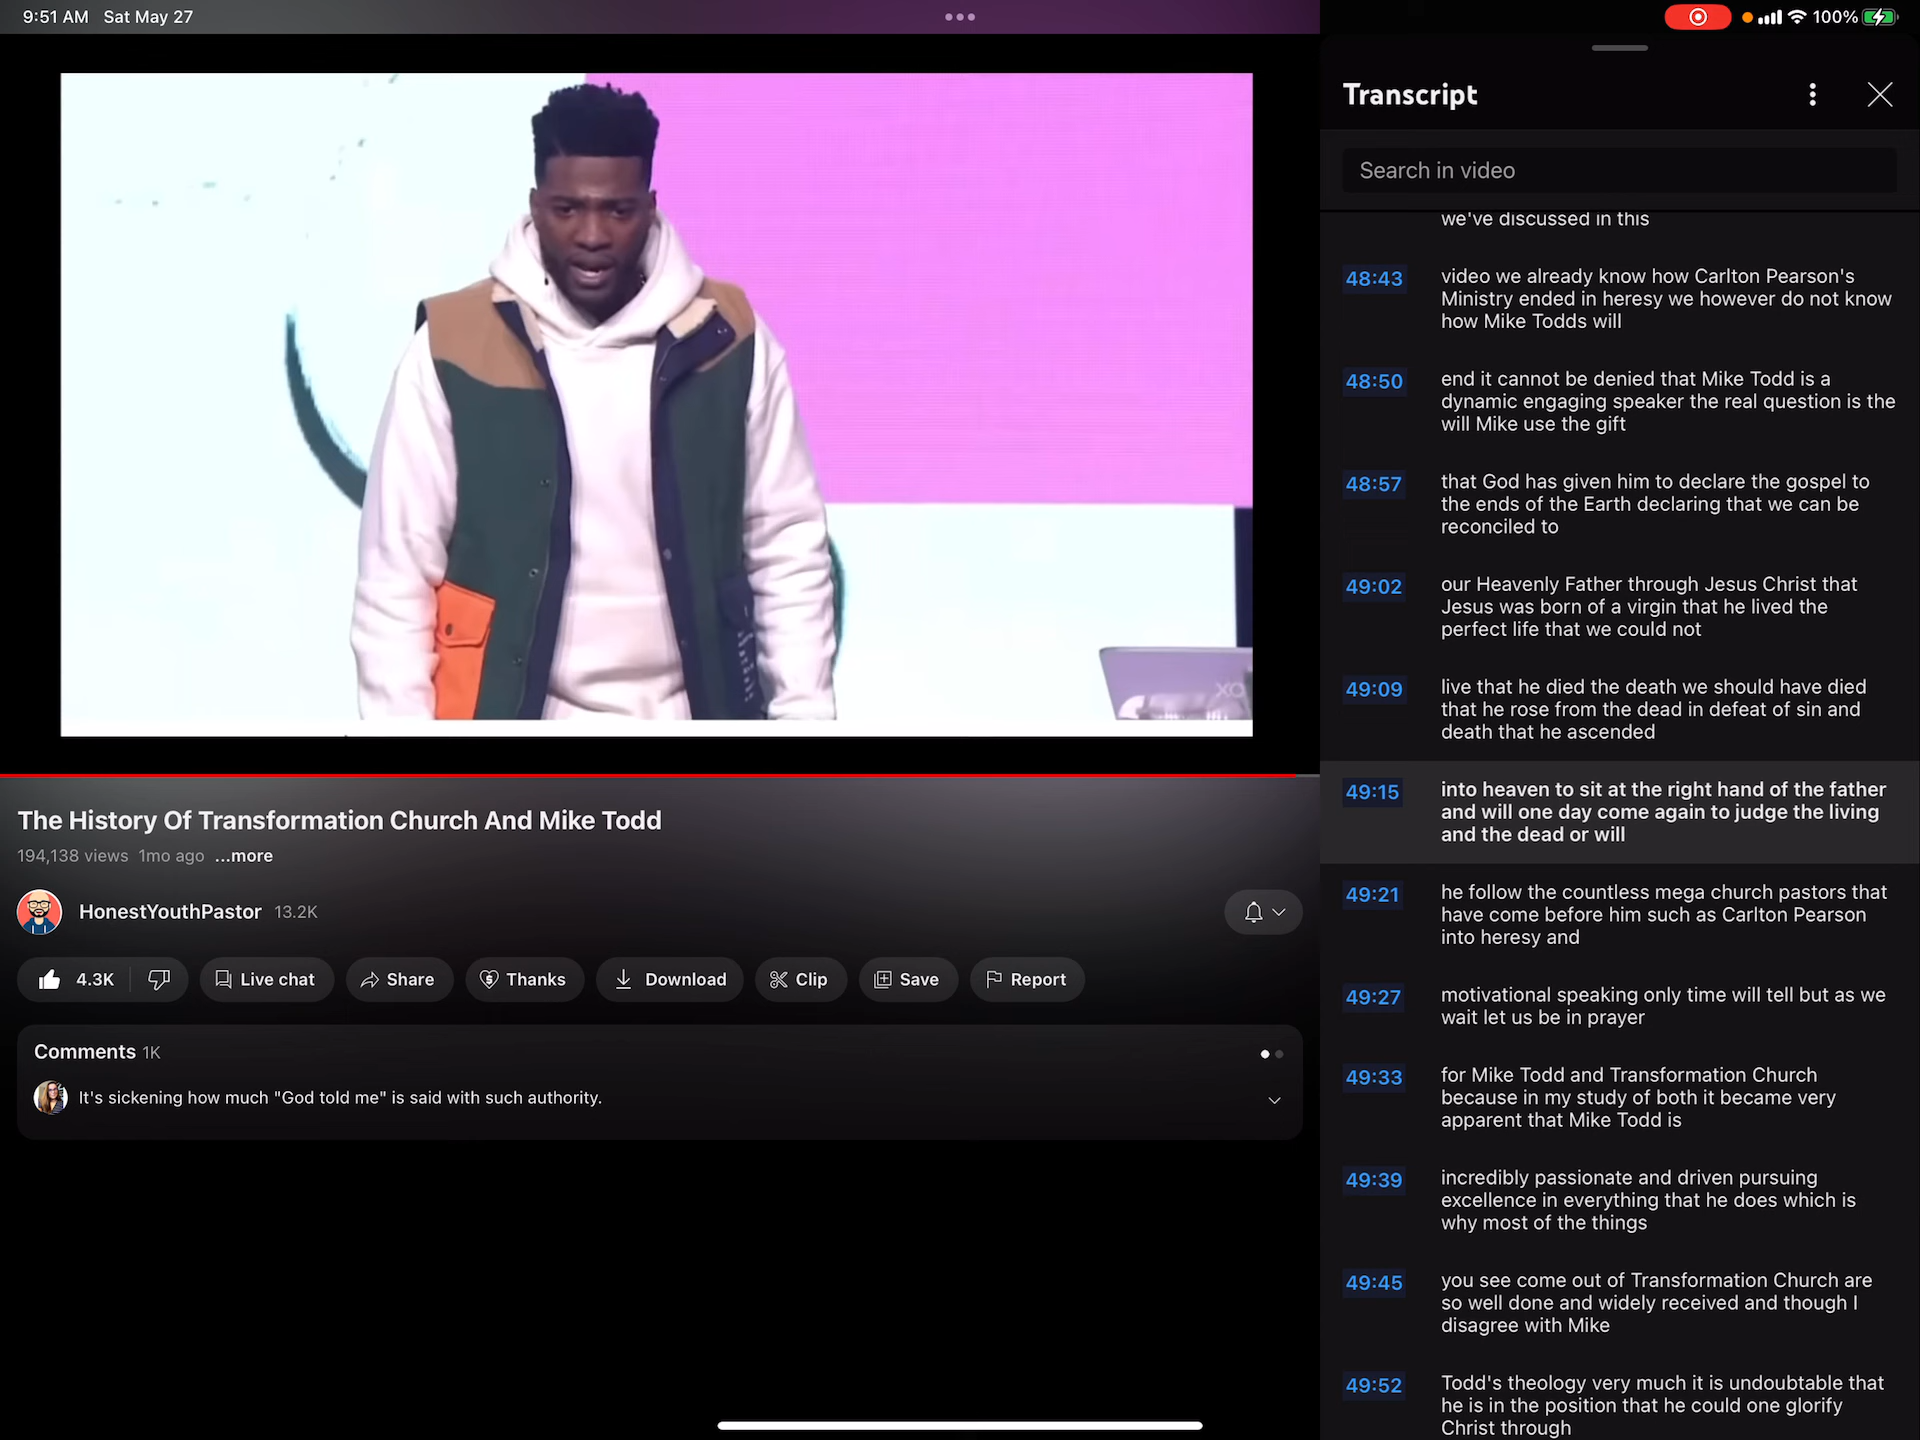 9:51 AM Sat May 27
100%
XO
The History Of Transformation Church And Mike Todd
194,138 views 1mo ago ...more
HonestYouthPastor 13.2K
4.3K
Live chat
Share
Thanks
Download
Clip
Save
Report
Comments 1K
It's sickening how much "God told me" is said with such authority.
Transcript
Search in video
we've discussed in this
48:43
video we already know how Carlton Pearson's
Ministry ended in heresy we however do not know
how Mike Todds will
48:50
end it cannot be denied that Mike Todd is a
dynamic engaging speaker the real question is the
will Mike use the gift
48:57
that God has given him to declare the gospel to
the ends of the Earth declaring that we can be
reconciled to
49:02
our Heavenly Father through Jesus Christ that
Jesus was born of a virgin that he lived the
perfect life that we could not
49:09
live that he died the death we should have died
that he rose from the dead in defeat of sin and
death that he ascended
49:15
into heaven to sit at the right hand of the father
and will one day come again to judge the living
and the dead or will
49:21
he follow the countless mega church pastors that
have come before him such as Carlton Pearson
into heresy and
49:27
motivational speaking only time will tell but as we
wait let us be in prayer
49:33
for Mike Todd and Transformation Church
because in my study of both it became very
apparent that Mike Todd is
49:39
incredibly passionate and driven pursuing
excellence in everything that he does which is
why most of the things
49:45
you see come out of Transformation Church are
so well done and widely received and though I
disagree with Mike
49:52
Todd's theology very much it is undoubtable that
he is in the position that he could one glorify
Christ through